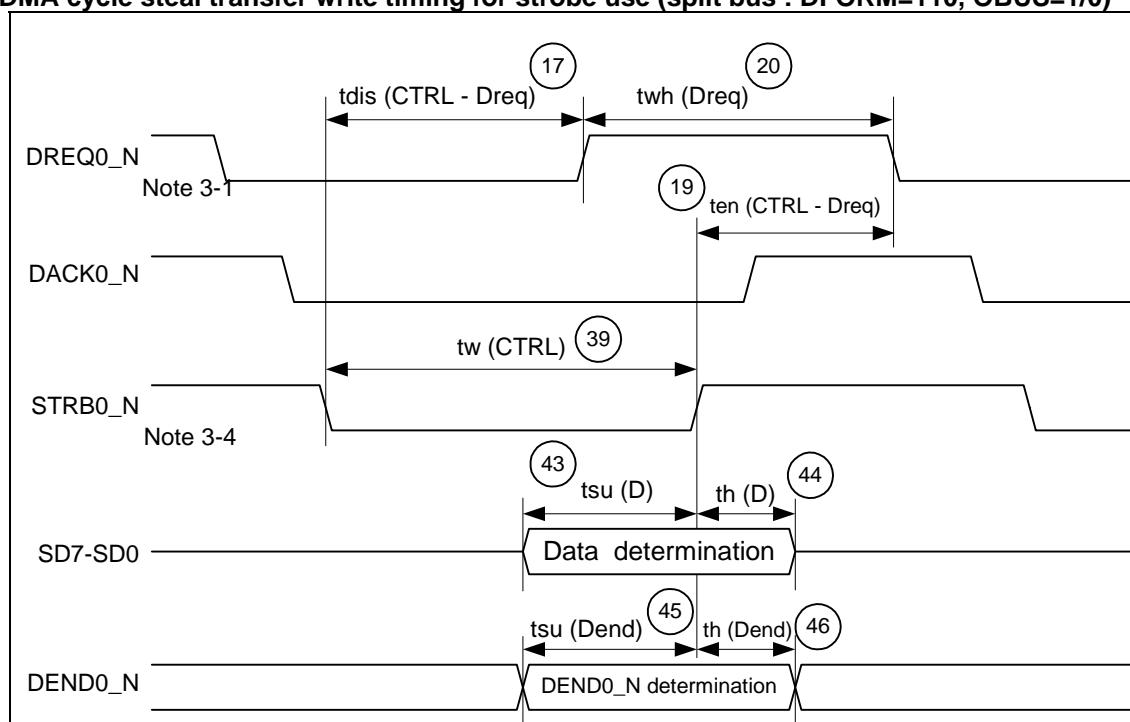 DMA cycle steal transfer write timing for strobe use (split bus : DFORM=110, OBUS=1/0)
17
20
tdis (CTRL - Dreq)
twh (Dreq)
DREQ0_N
Note 3-1
19
ten (CTRL - Dreq)
DACK0_N
tw (CTRL)
39
STRB0_N
Note 3-4
43
tsu (D)
th (D)
44
SD7-SD0
Data determination
45
tsu (Dend)
th (Dend)
46
DEND0_N
DEND0_N determination